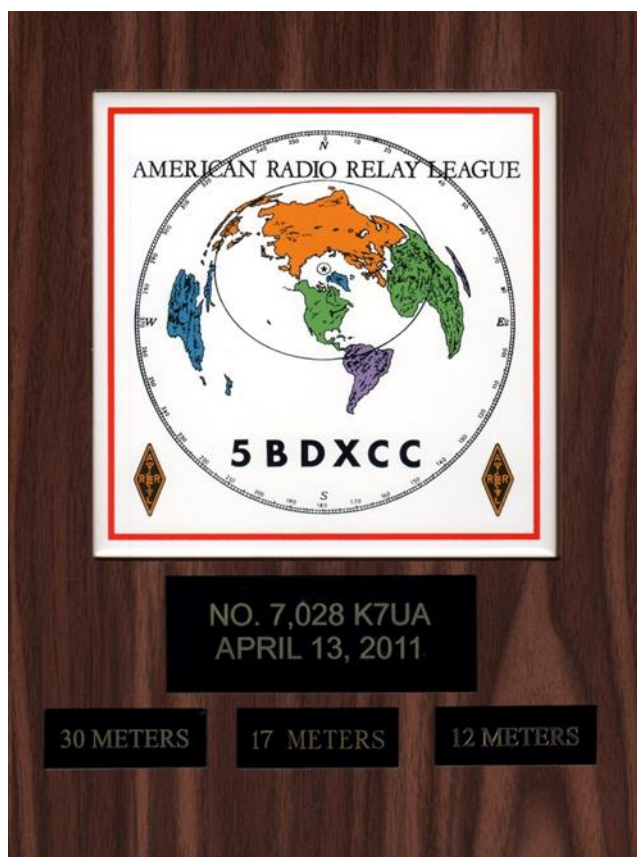 N
AMERICAN RADIO RELAY LEAGUE
W
E
5BDXCC
S
A
R R
L
A
R R
L
NO. 7,028 K7UA
APRIL 13, 2011
30 METERS
17 METERS
12 METERS